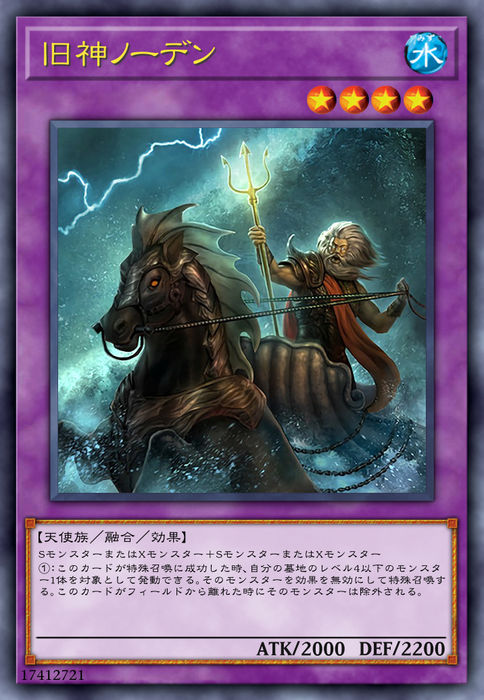 旧神ノーデン
みず
水
【天使族／融合／効果】
SモンスターまたはXモンスター＋SモンスターまたはXモンスター
①：このカードが特殊召喚に成功した時、自分の墓地のレベル4以下のモンスタ
ー1体を対象として発動できる。そのモンスターを効果を無効にして特殊召喚す
る。このカードがフィールドから離れた時にそのモンスターは除外される。
ATK/2000 DEF/2200
17412721